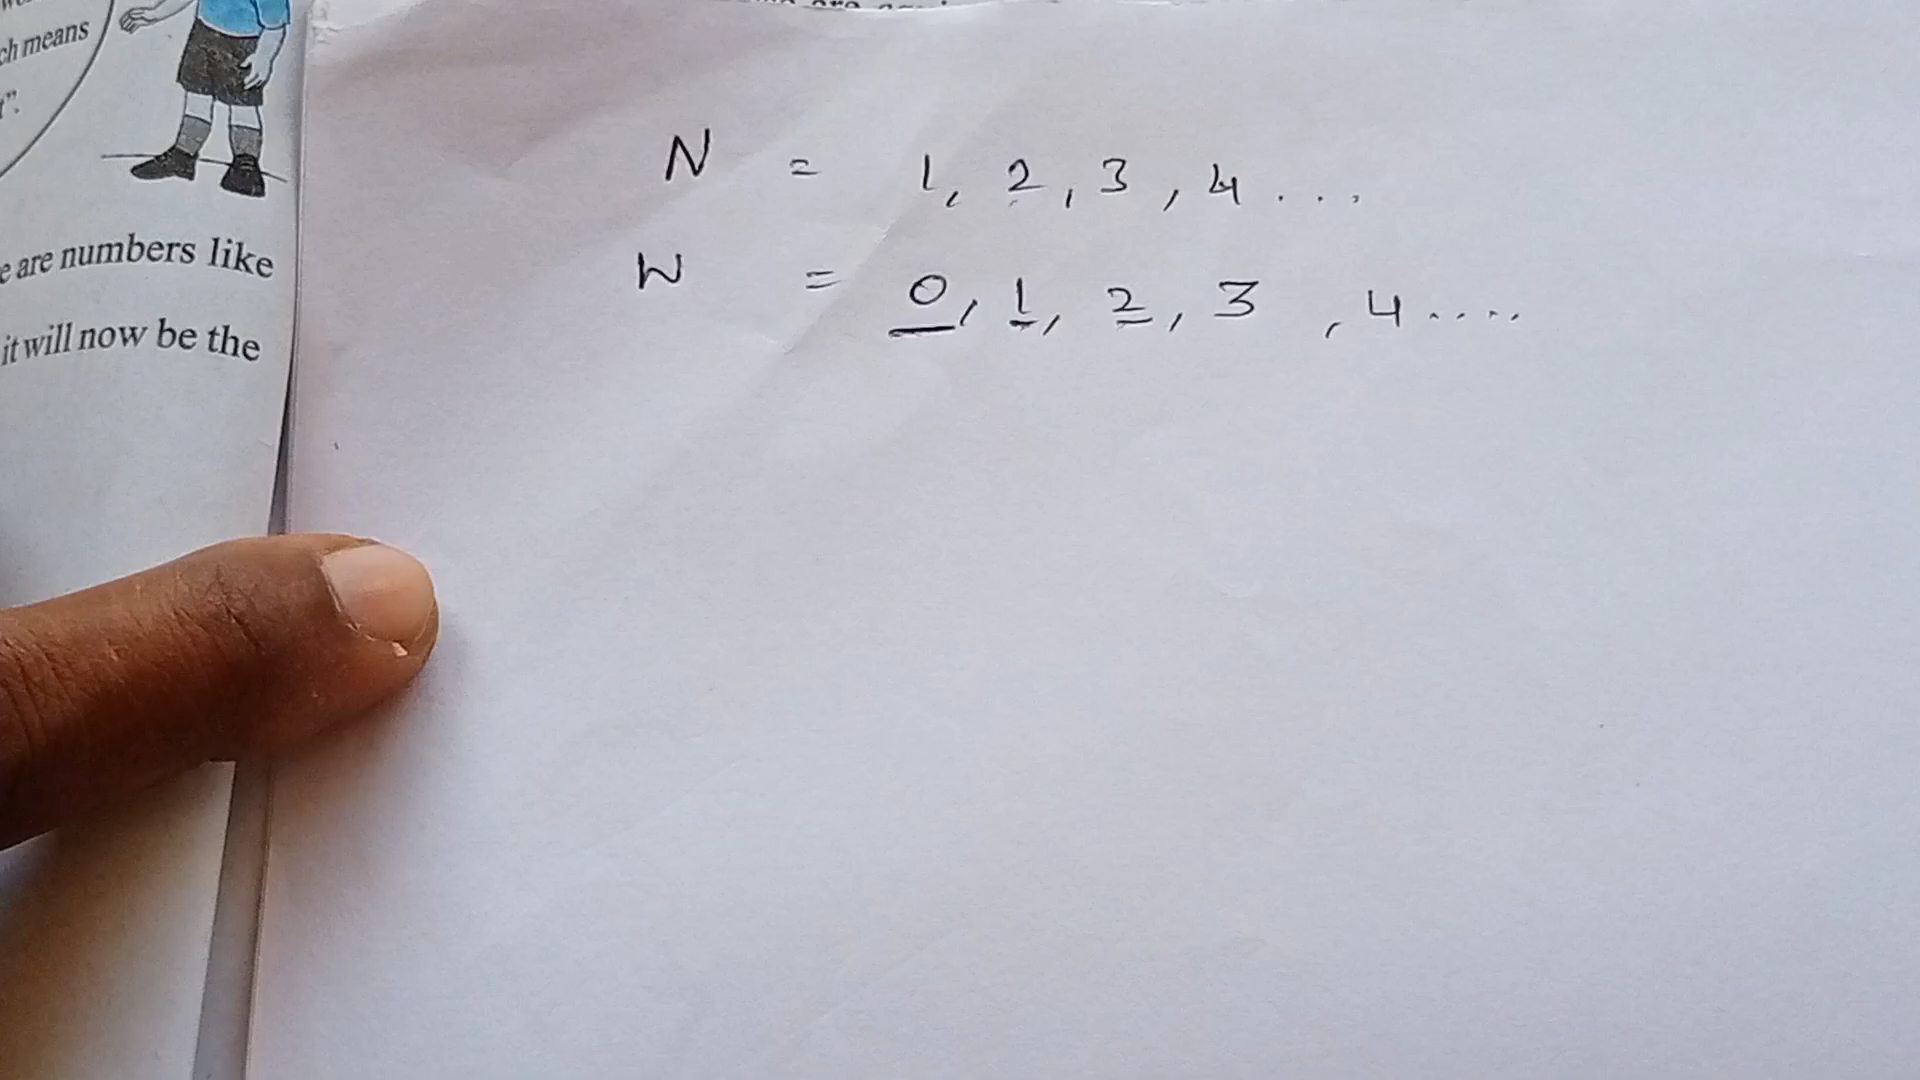 ch means
t".
e are numbers like
it will now be the
N = 1, 2, 3, 4 ...
W = 0, 1, 2, 3, 4 ....